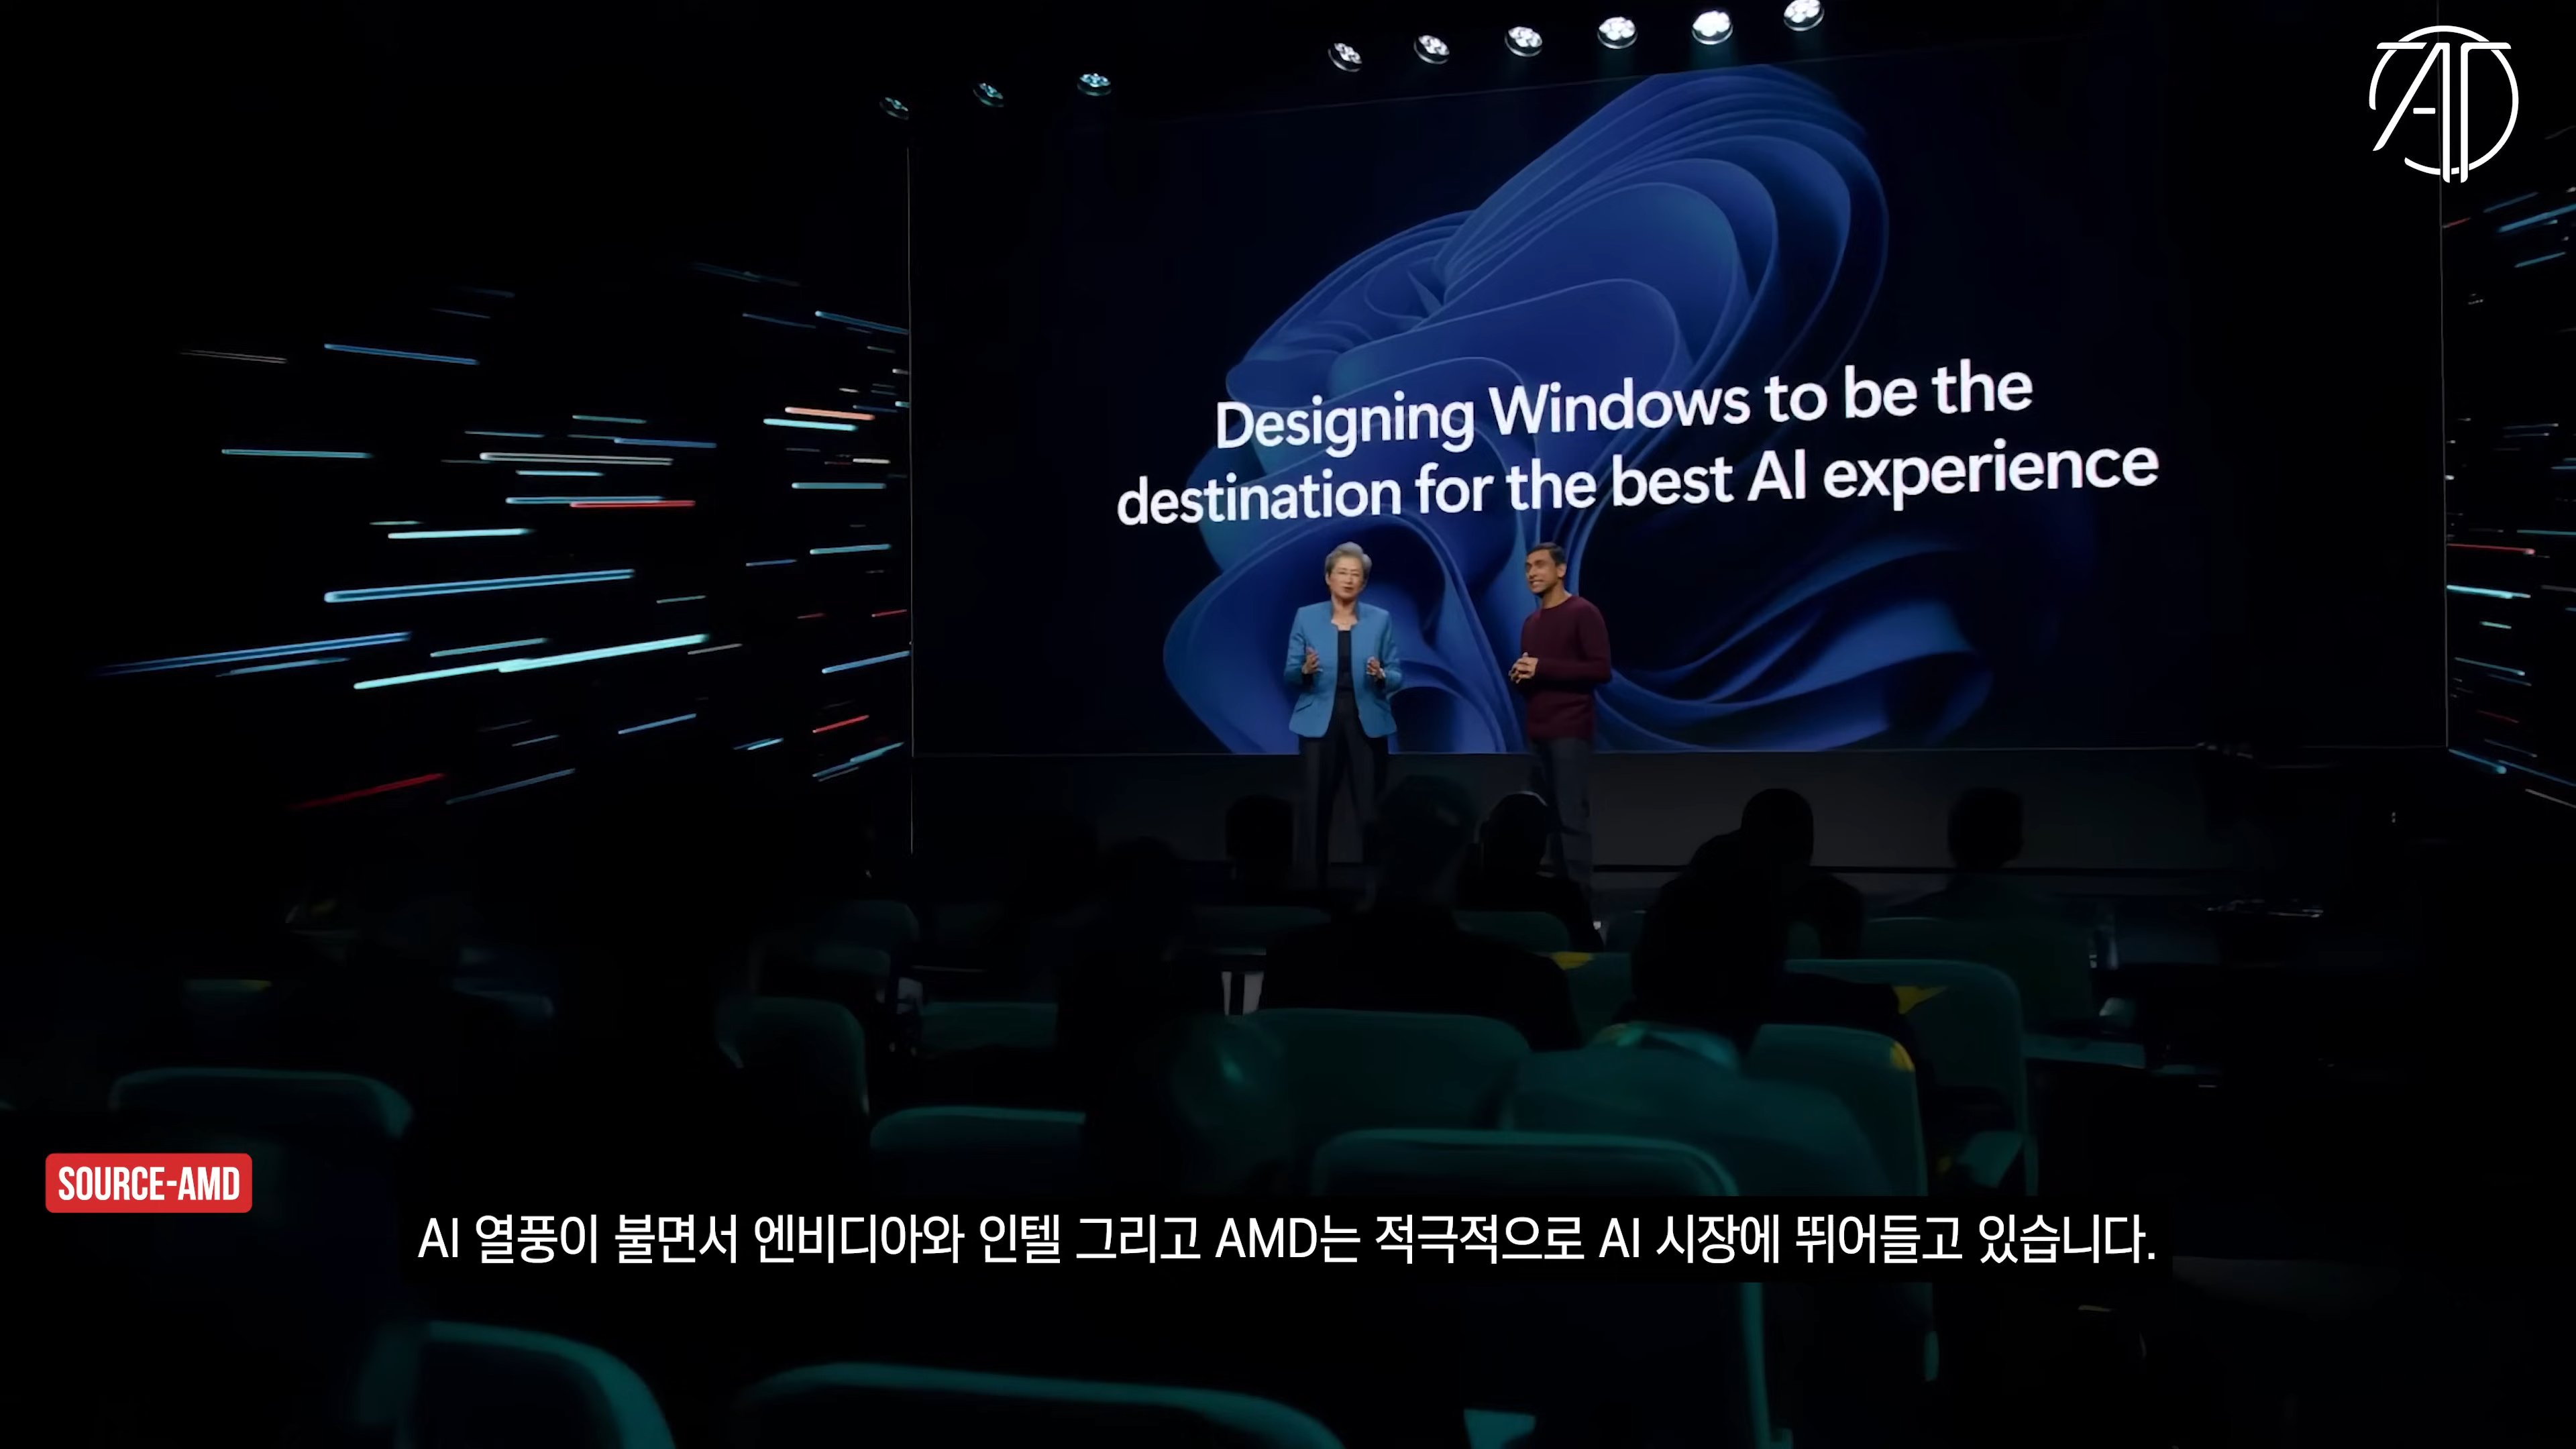 Designing Windows to be the
destination for the best AI experience
SOURCE-AMD
AI 열풍이 불면서 엔비디아와 인텔 그리고 AMD는 적극적으로 AI 시장에 뛰어들고 있습니다.